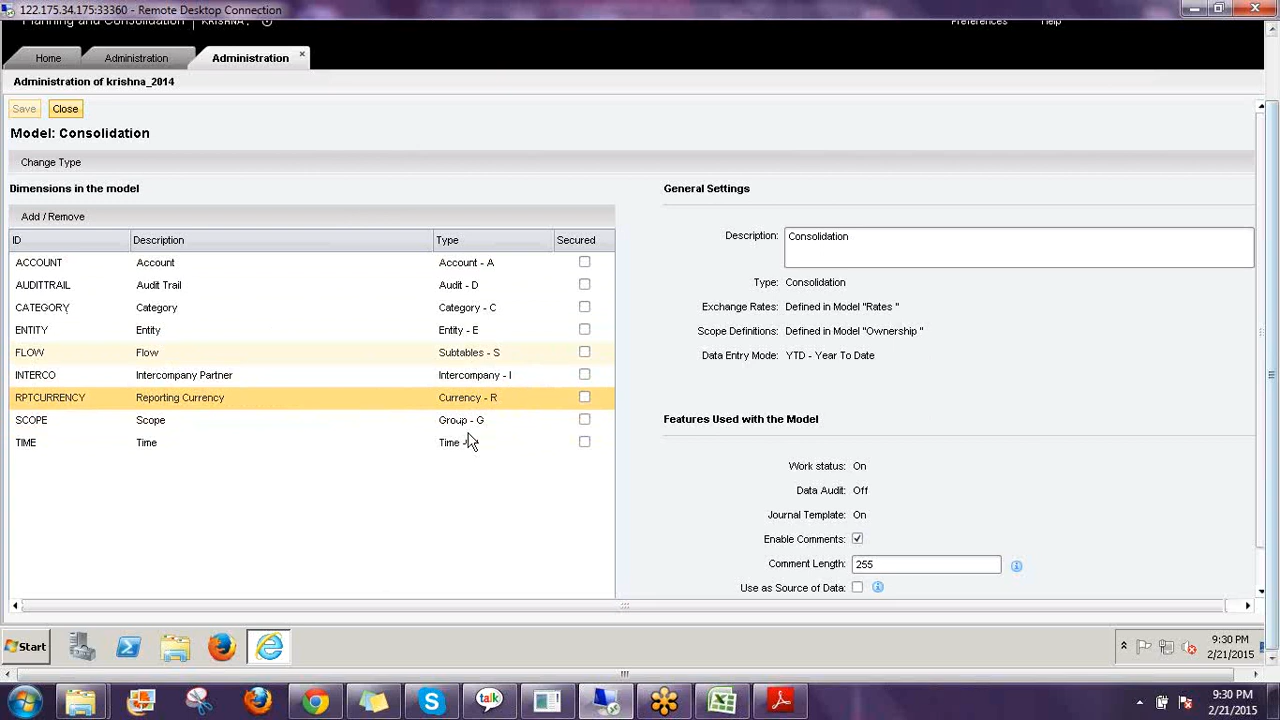 122.175.34.175:33360 - Remote Desktop Connection
Planning and Consolidation
KRISHNA
Preferences
Help
Home
Administration
Administration
Administration of krishna_2014
Save
Close
Model: Consolidation
Change Type
Dimensions in the model
Add / Remove
ID Description Type Secured
ACCOUNT Account Account - A
AUDITTRAIL Audit Trail Audit - D
CATEGORY Category Category - C
ENTITY Entity Entity - E
FLOW Flow Subtables - S
INTERCO Intercompany Partner Intercompany - I
RPTCURRENCY Reporting Currency Currency - R
SCOPE Scope Group - G
TIME Time Time -
General Settings
Description: Consolidation
Type: Consolidation
Exchange Rates: Defined in Model "Rates "
Scope Definitions: Defined in Model "Ownership "
Data Entry Mode: YTD - Year To Date
Features Used with the Model
Work status: On
Data Audit: Off
Journal Template: On
Enable Comments:
Comment Length: 255
Use as Source of Data:
Start
9:30 PM
2/21/2015
talk
9:30 PM
2/21/2015